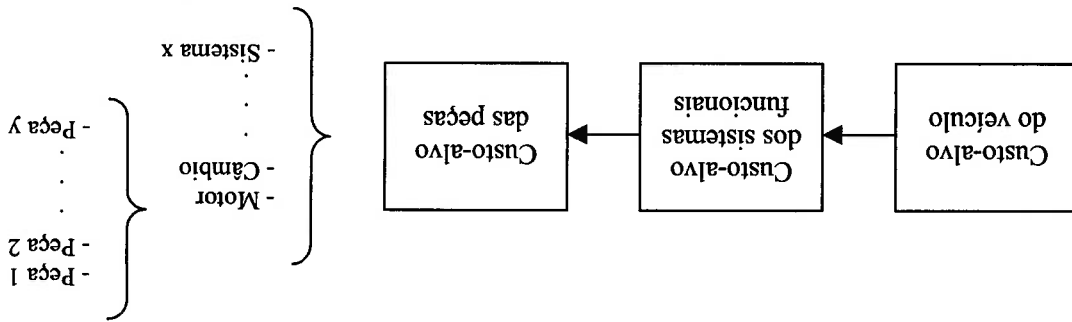 Custo-alvo
do veículo
Custo-alvo
dos sistemas
funcionais
Custo-alvo
das peças
- Motor
- Câmbio
.
.
.
- Sistema x
- Peça 1
- Peça 2
.
.
.
- Peça y